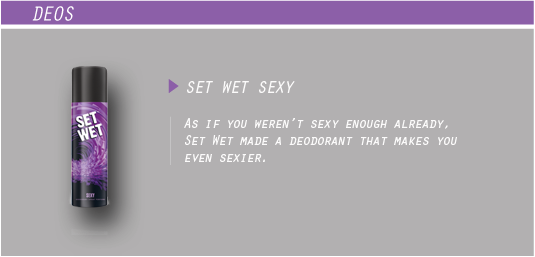 DEOS
SET WET SEXY
AS IF YOU WEREN'T SEXY ENOUGH ALREADY,
SET WET MADE A DEODORANT THAT MAKES YOU
EVEN SEXIER.
SET
WET
SEXY